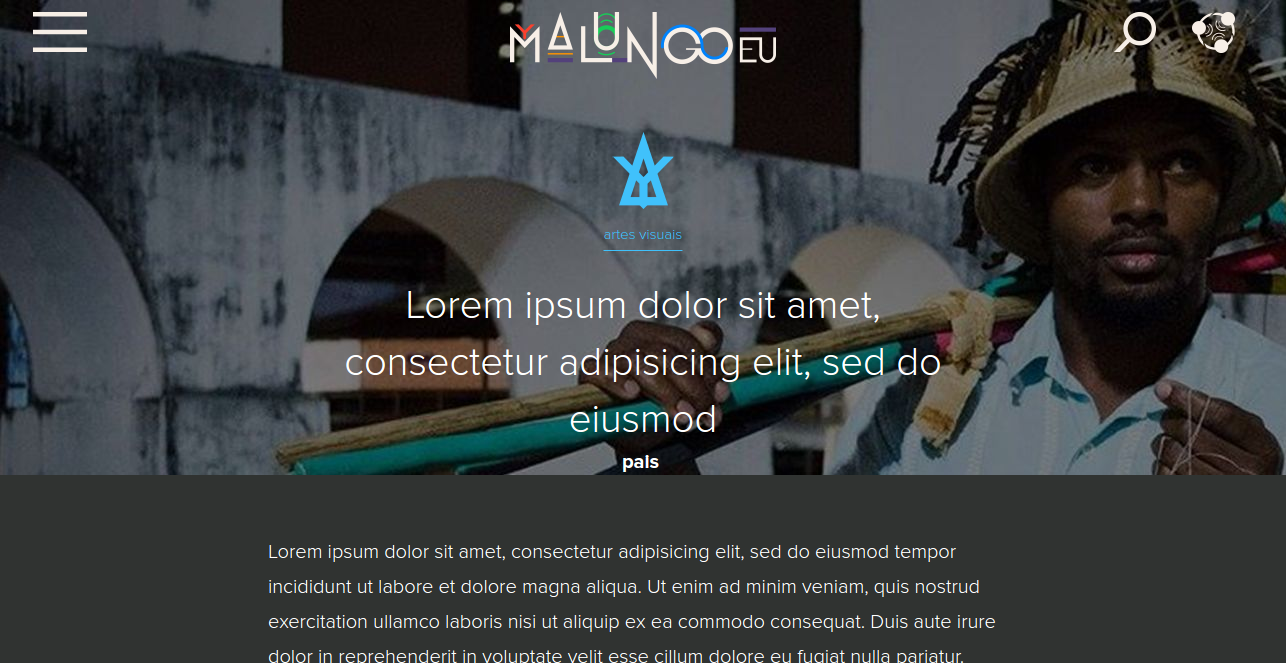 MALUNGO EU
artes visuais
Lorem ipsum dolor sit amet,
consectetur adipisicing elit, sed do
eiusmod
pals
Lorem ipsum dolor sit amet, consectetur adipisicing elit, sed do eiusmod tempor
incididunt ut labore et dolore magna aliqua. Ut enim ad minim veniam, quis nostrud
exercitation ullamco laboris nisi ut aliquip ex ea commodo consequat. Duis aute irure
dolor in reprehenderit in voluptate velit esse cillum dolore eu fugiat nulla pariatur.